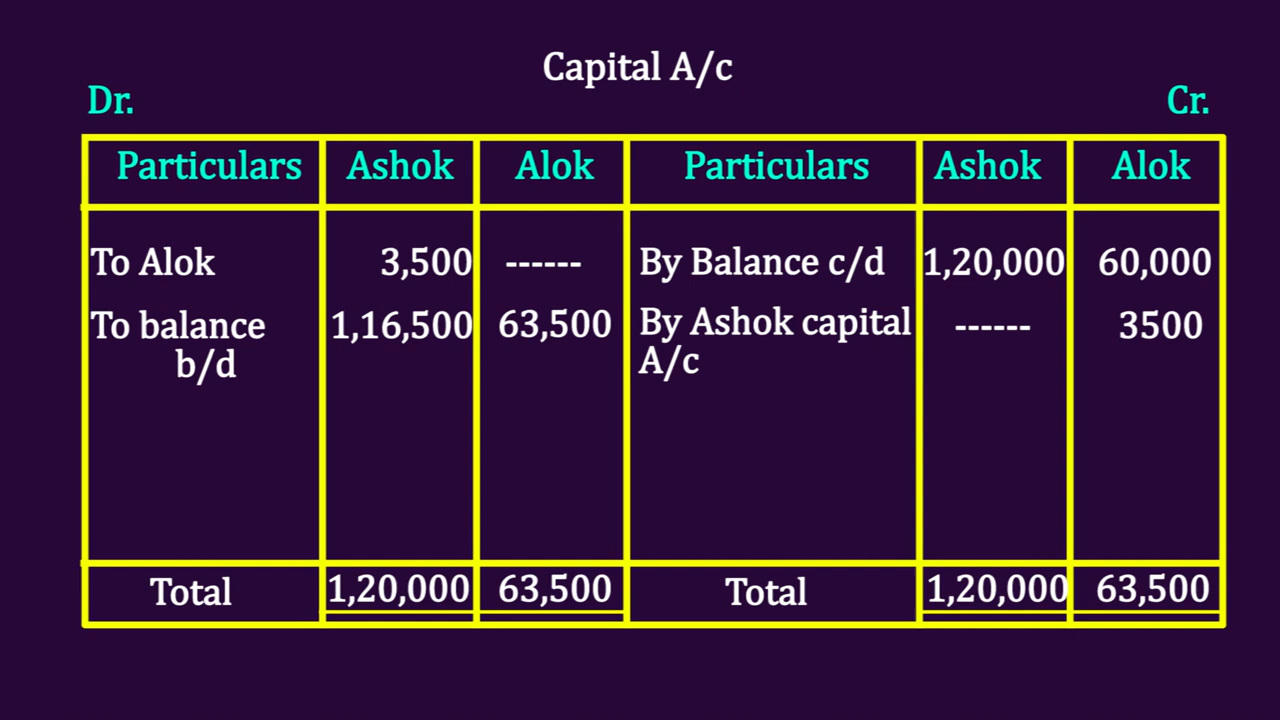 Capital A/c
Dr. Cr.
Particulars Ashok Alok Particulars Ashok Alok
To Alok 3,500 ------ By Balance c/d 1,20,000 60,000
To balance 1,16,500 63,500 By Ashok capital ------ 3500
b/d A/c
Total 1,20,000 63,500 Total 1,20,000 63,500